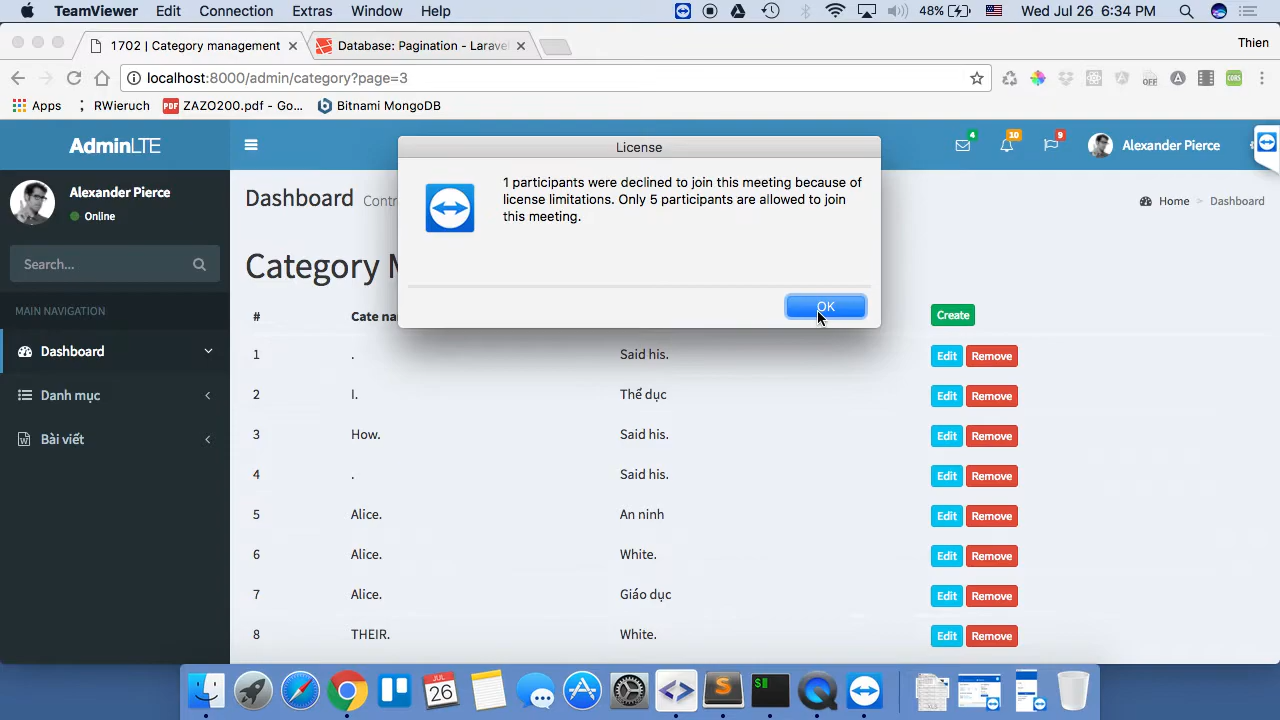 TeamViewer Edit Connection Extras Window Help 48% Wed Jul 26 6:34 PM
1702 | Category management Database: Pagination - Larave Thien
localhost:8000/admin/category?page=3
Apps RWieruch PDF ZAZO200.pdf - Go... Bitnami MongoDB
AdminLTE 4 10 9 Alexander Pierce
License
1 participants were declined to join this meeting because of
license limitations. Only 5 participants are allowed to join
this meeting.
OK
Alexander Pierce
Online
Dashboard Contr Home > Dashboard
Search...
Category M
MAIN NAVIGATION
# Cate na Create
Dashboard
Danh mục
Bài viết
1 . Said his. Edit Remove
2 I. Thể dục Edit Remove
3 How. Said his. Edit Remove
4 . Said his. Edit Remove
5 Alice. An ninh Edit Remove
6 Alice. White. Edit Remove
7 Alice. Giáo dục Edit Remove
8 THEIR. White. Edit Remove
JUL
26